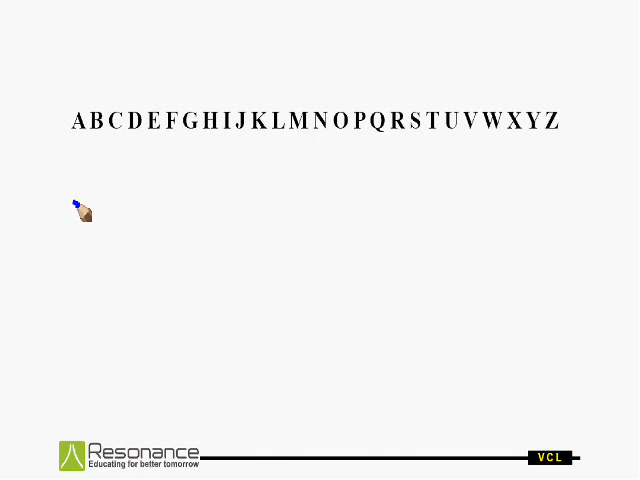 A B C D E F G H I J K L M N O P Q R S T U V W X Y Z
Resonance
Educating for better tomorrow
VCL